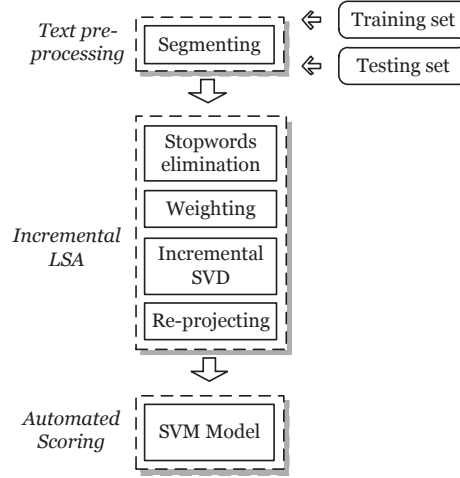 Text pre-
processing
Segmenting
Training set
Testing set
Incremental
LSA
Stopwords
elimination
Weighting
Incremental
SVD
Re-projecting
Automated
Scoring
SVM Model